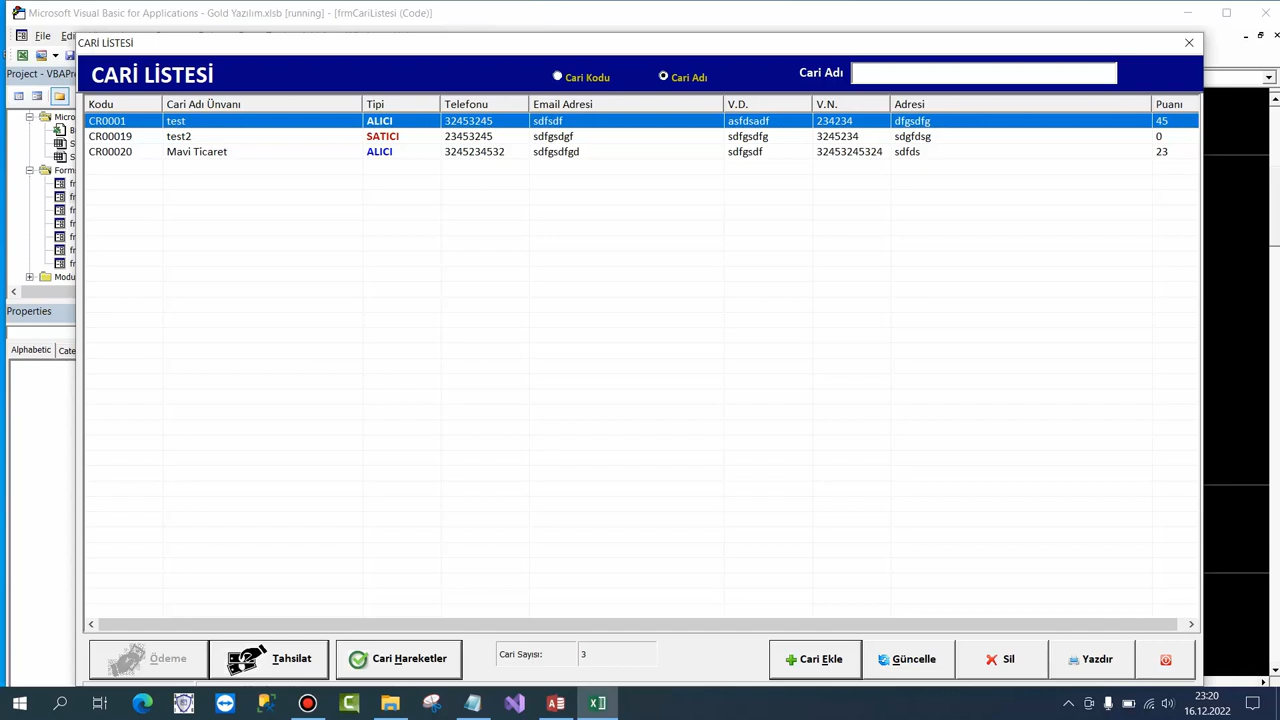 Microsoft Visual Basic for Applications - Gold Yazılım.xlsb [running] - [frmCariListesi (Code)]
File
CARİ LİSTESİ
Project - VBAPr
CARİ LİSTESİ
Cari Kodu
Cari Adı
Cari Adı
Kodu Cari Adı Ünvanı Tipi Telefonu Email Adresi V.D. V.N. Adresi Puanı
CR0001 test ALICI 32453245 sdfsdf asfdsadf 234234 dfgsdfg 45
CR00019 test2 SATICI 23453245 sdfgsdgf sdfgsdfg 3245234 sdgfdsg 0
CR00020 Mavi Ticaret ALICI 3245234532 sdfgsdfgd sdfgsdf 32453245324 sdfds 23
Micro
Form
Modu
Properties
Alphabetic
Cate
Ödeme
Tahsilat
Cari Hareketler
Cari Sayısı: 3
Cari Ekle
Güncelle
Sil
Yazdır
23:20
16.12.2022